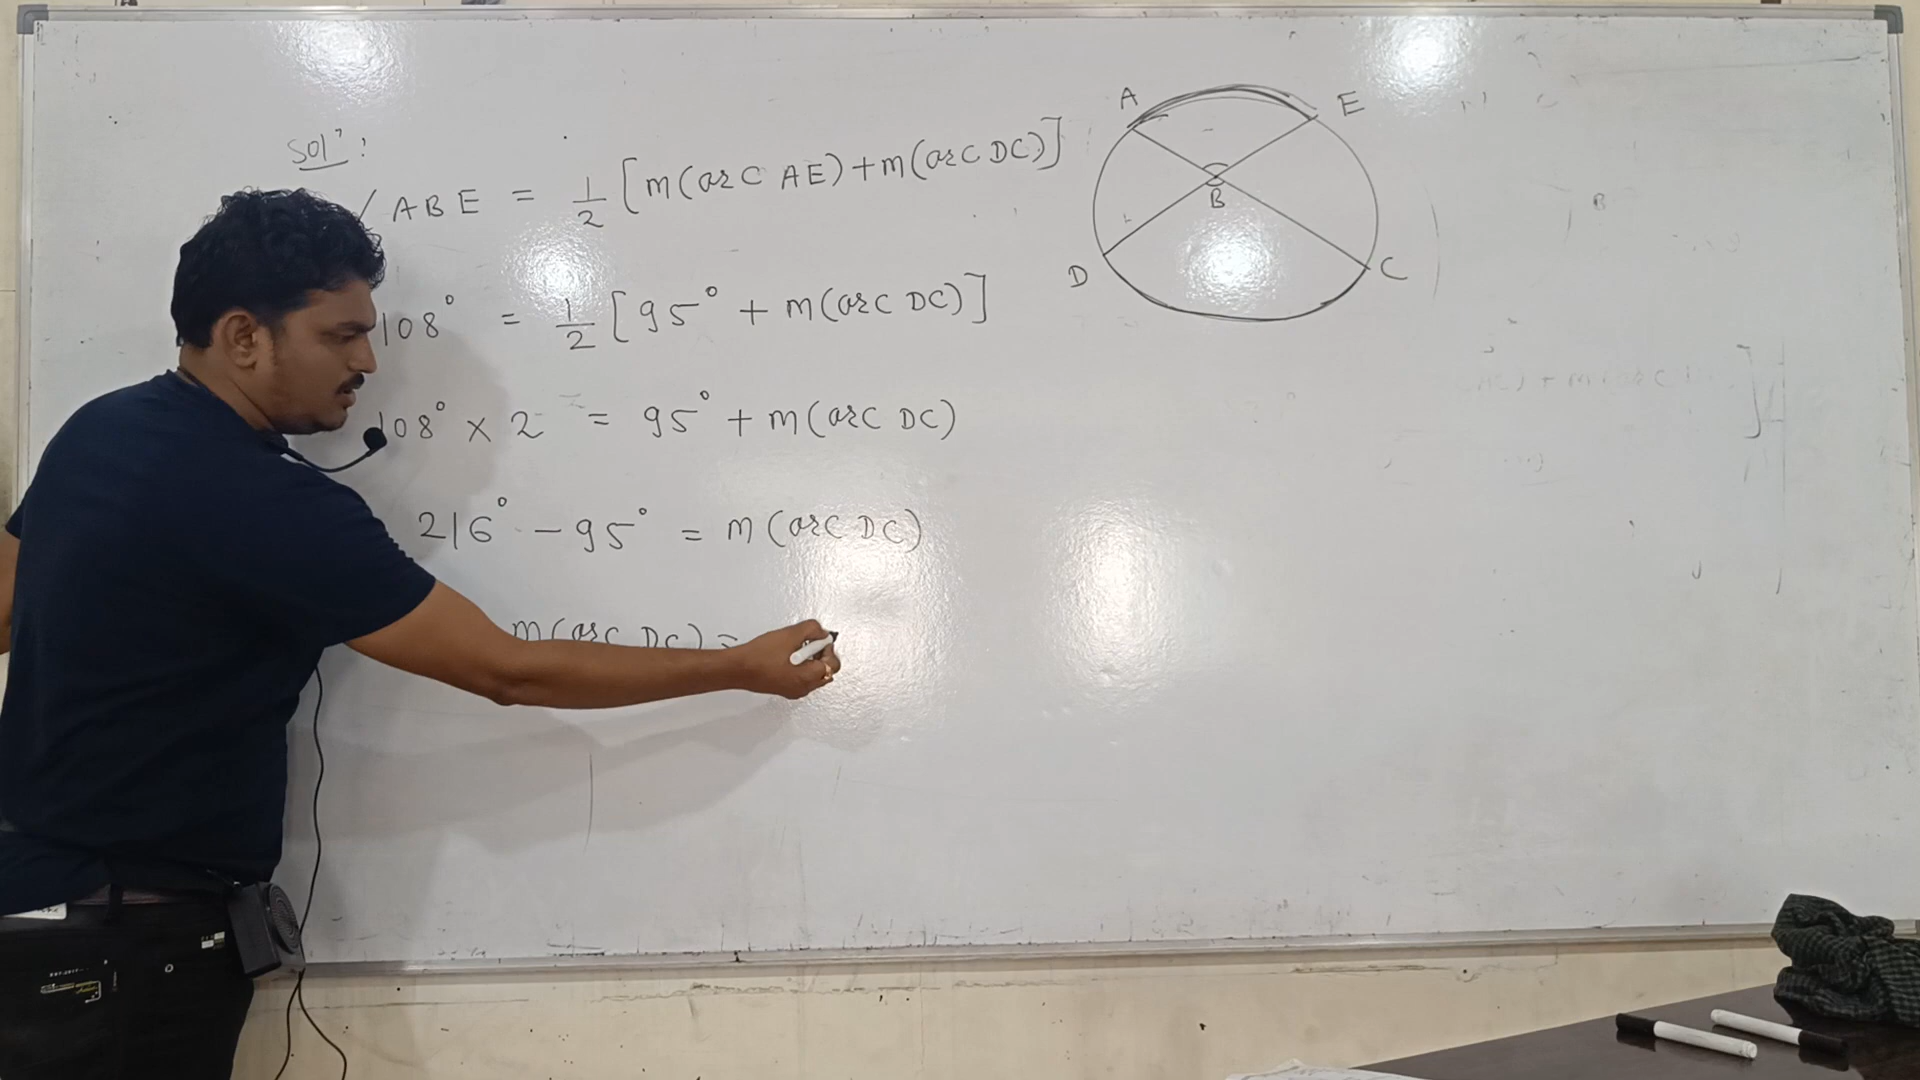 Solⁿ:
∠ABE = 1/2 [m(arc AE)+m(arc DC)]
108° = 1/2 [95° + m(arc DC)]
108° × 2 = 95° + m(arc DC)
216° - 95° = m(arc DC)
m(arc DC) =
A
E
B
D
C